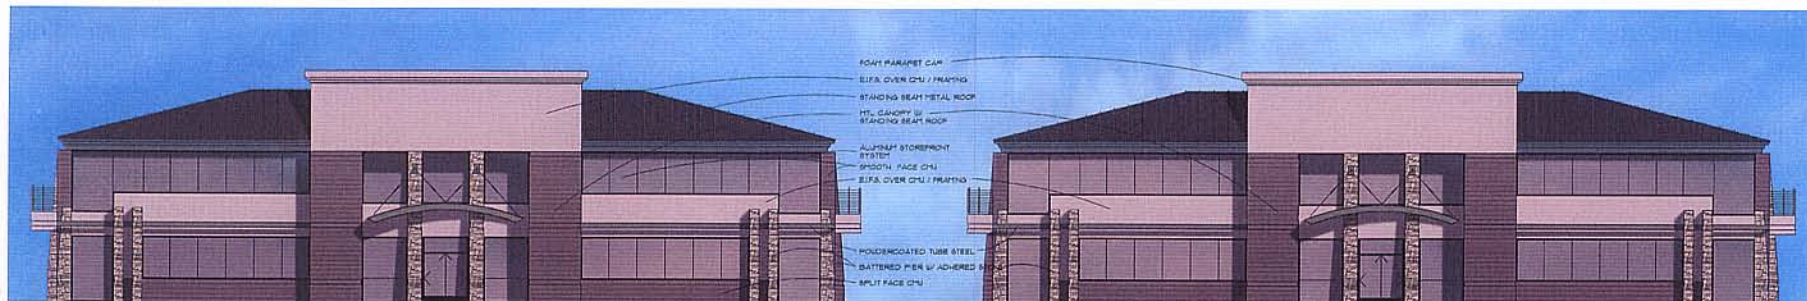 FOAM PARAPET CAP
E.I.F.S. OVER CMU / FRAMING
STANDING SEAM METAL ROOF
MTL CANOPY W/
STANDING SEAM ROOF
ALUMINUM STOREFRONT
SYSTEM
SMOOTH FACE CMU
E.I.F.S. OVER CMU / FRAMING
POWDERCOATED TUBE STEEL
BATTERED PIER W/ ADHERED
SPLIT FACE CMU